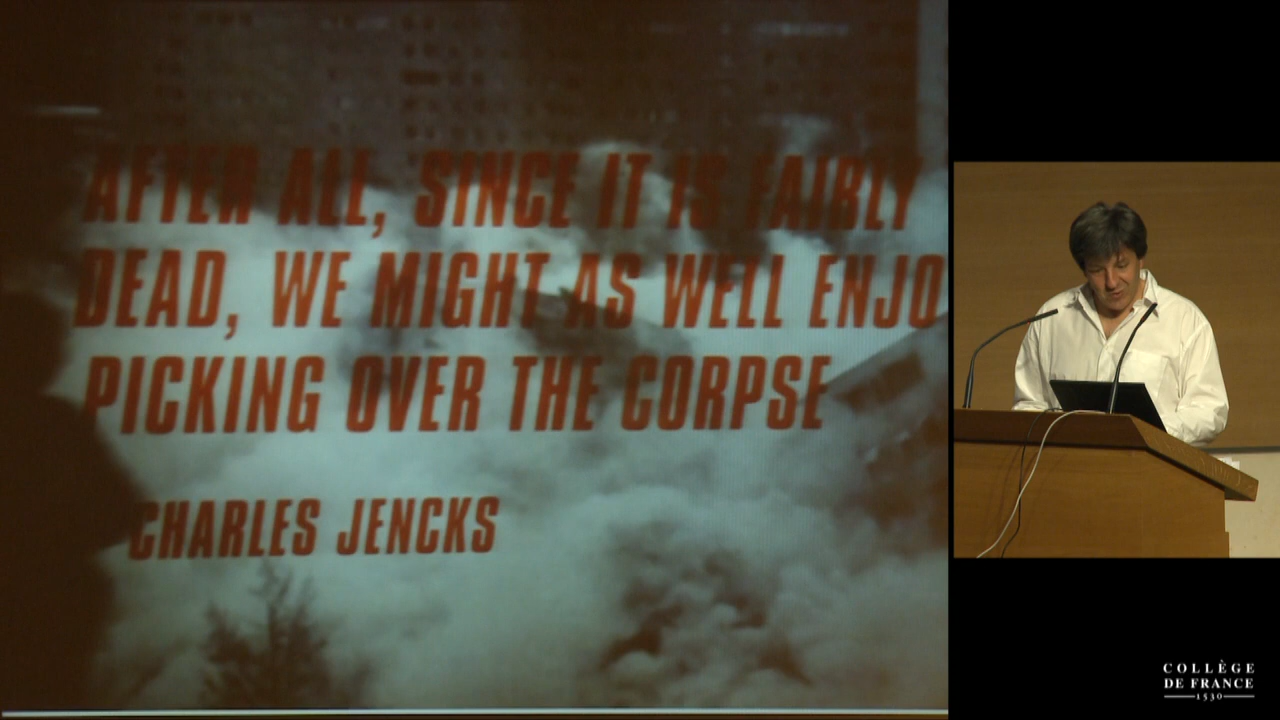 AFTER ALL, SINCE IT IS FAIRLY
DEAD, WE MIGHT AS WELL ENJO
PICKING OVER THE CORPSE
CHARLES JENCKS
COLLÈGE
DE FRANCE
1530